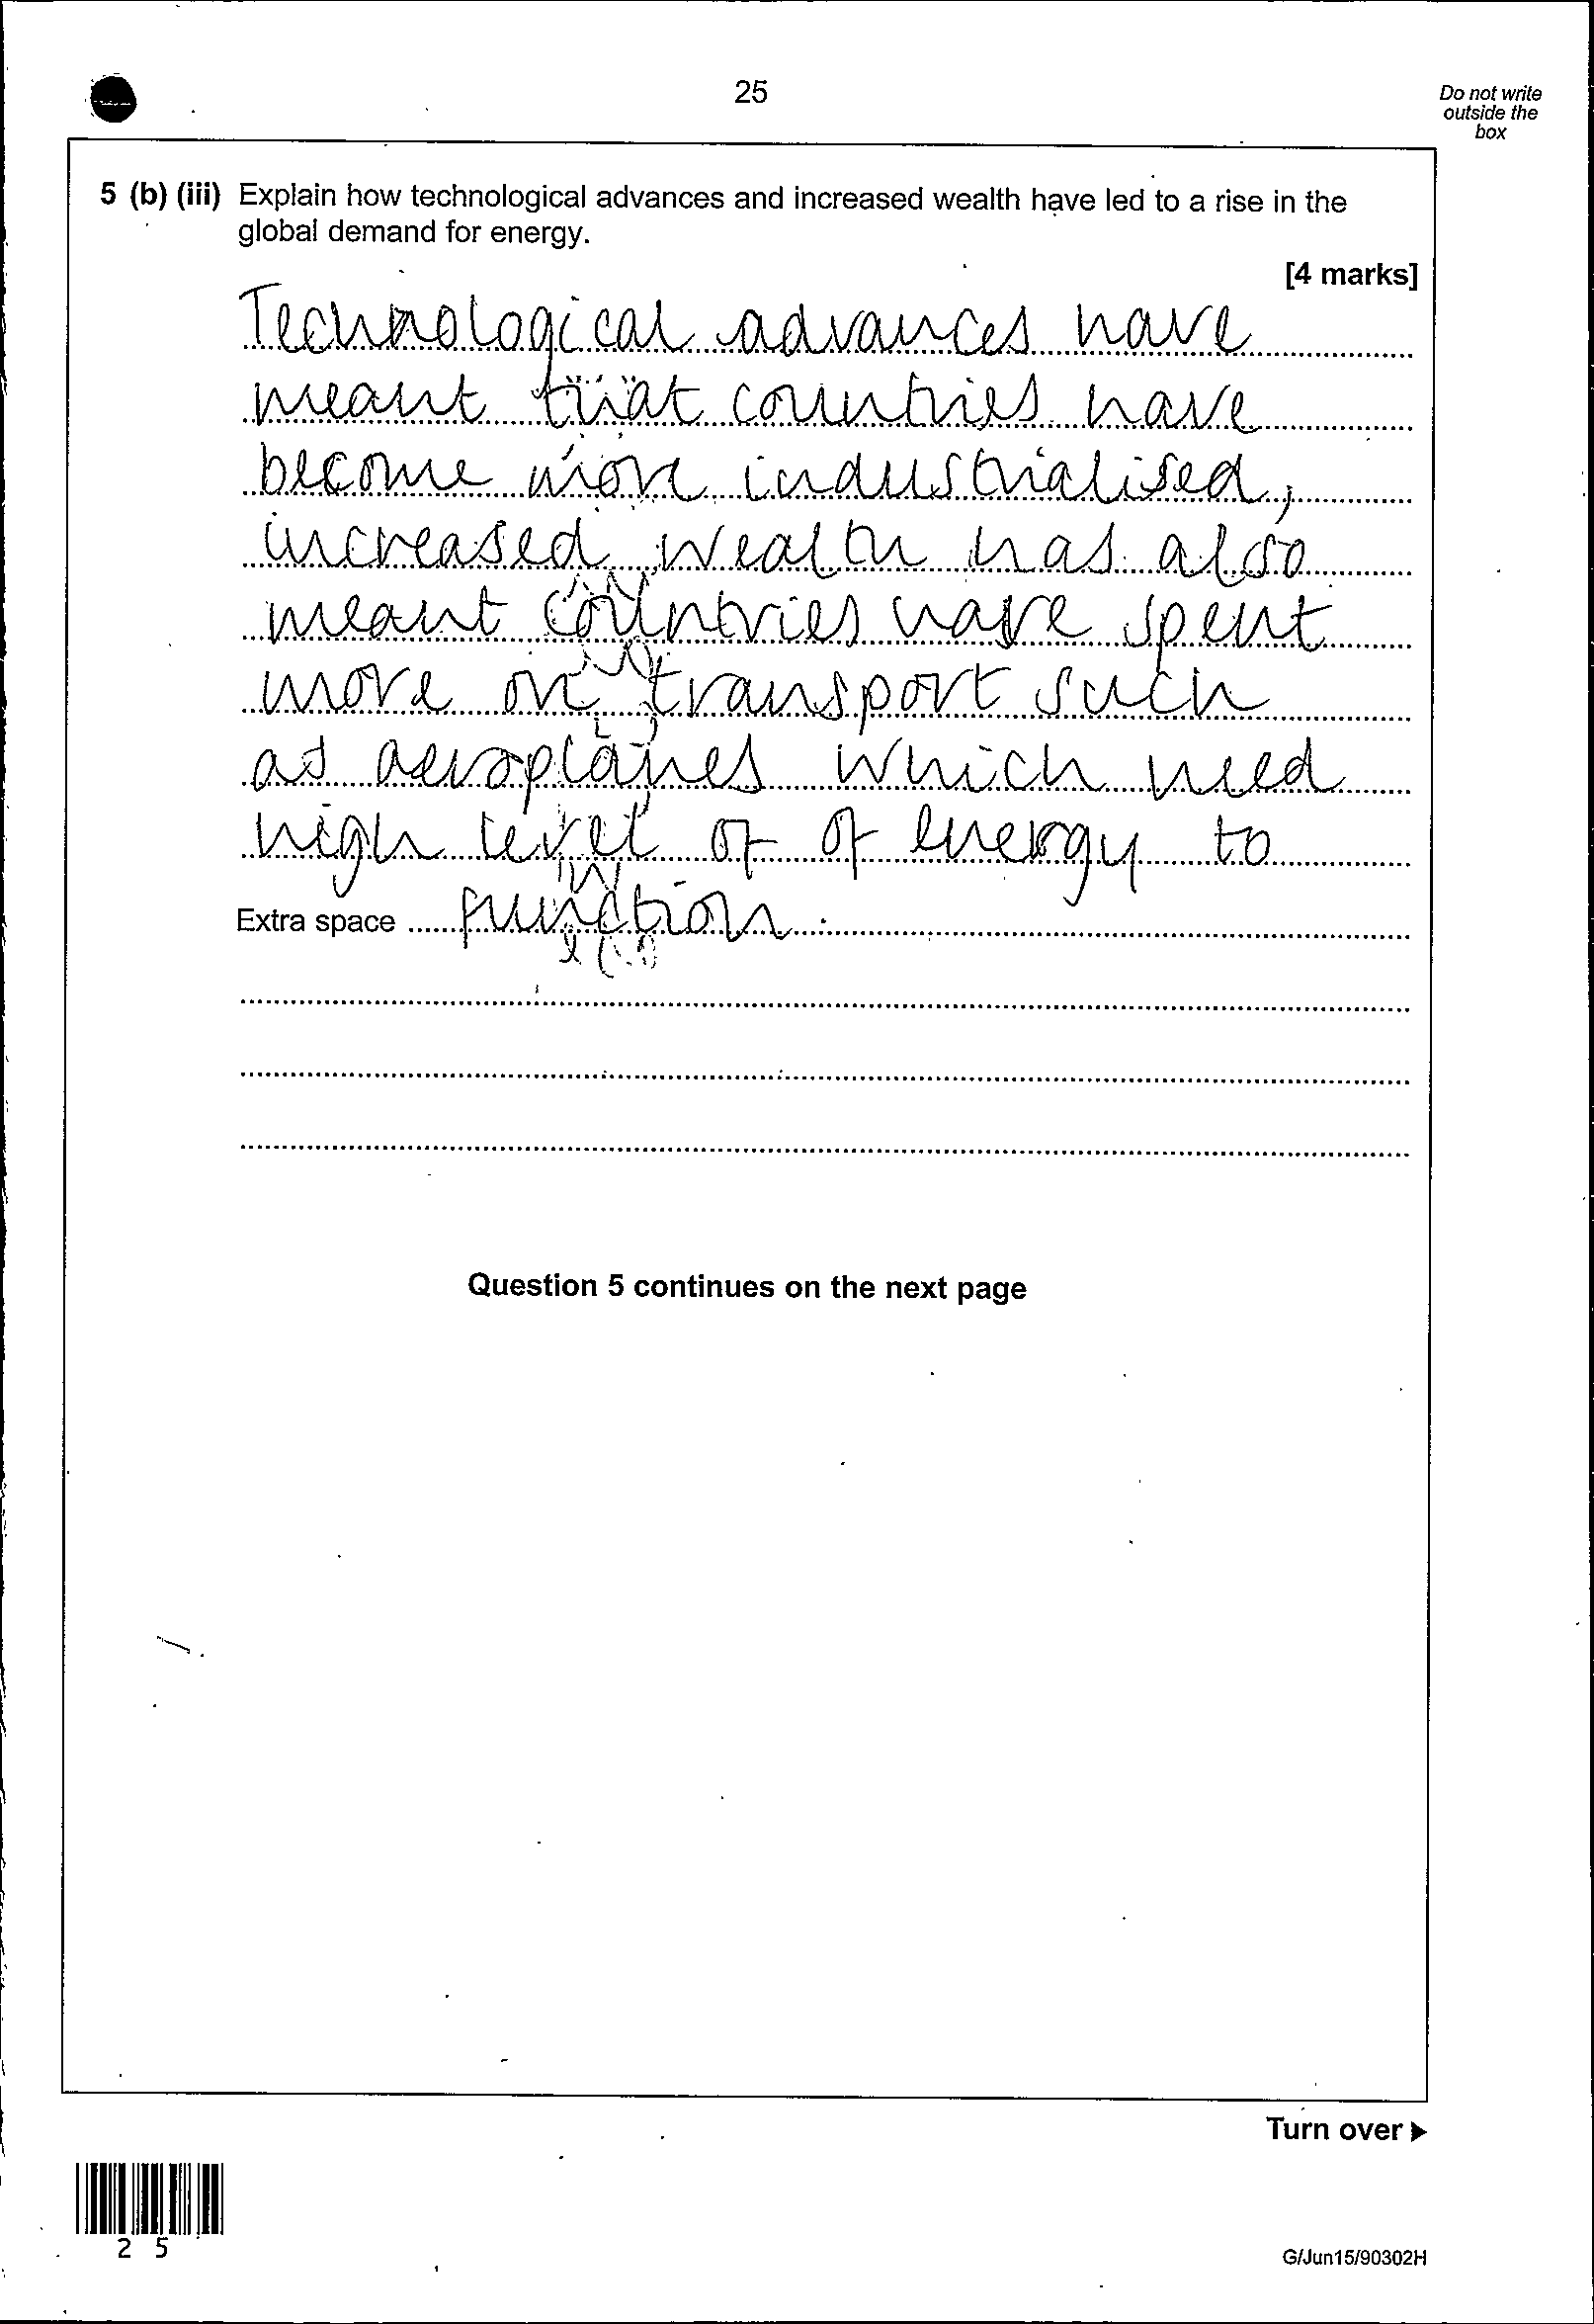 25
Do not write
outside the
box
5 (b) (iii) Explain how technological advances and increased wealth have led to a rise in the
global demand for energy.
[4 marks]
Technological advances have
meant that countries have
become more industrialised,
increased wealth has also
meant countries have spent
more on transport such
as aeroplanes which need
high level of of energy to
Extra space function.
Question 5 continues on the next page
Turn over
2 5
G/Jun15/90302H